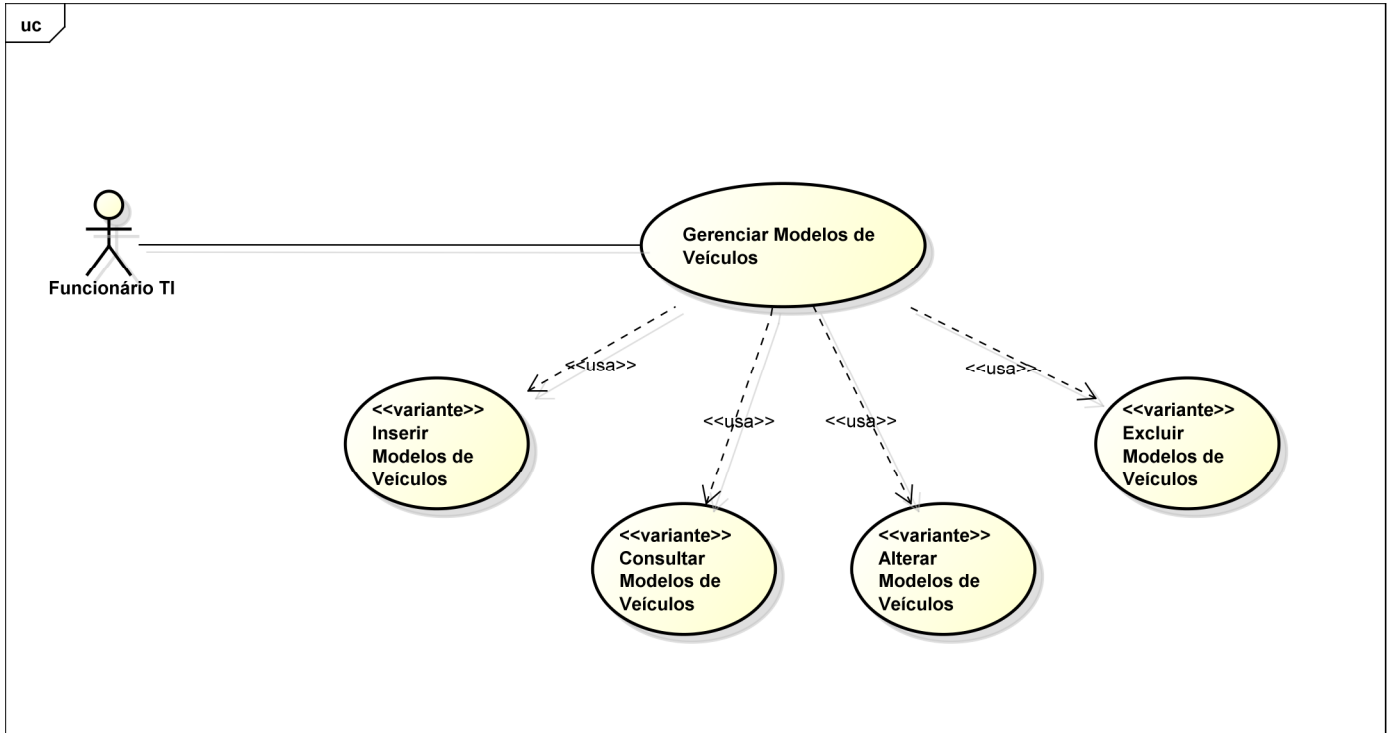 uc
Gerenciar Modelos de
Veículos
Funcionário TI
<<usa>>
<<usa>>
<<usa>>
<<usa>>
<<variante>>
Inserir
Modelos de
Veículos
<<variante>>
Consultar
Modelos de
Veículos
<<variante>>
Alterar
Modelos de
Veículos
<<variante>>
Excluir
Modelos de
Veículos